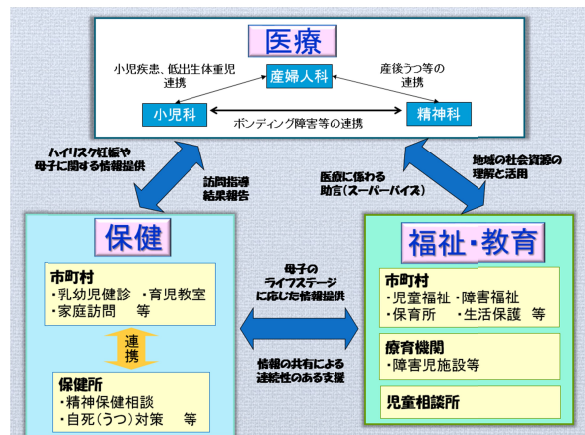 医療
産婦人科
小児疾患、低出生体重児
連携
産後うつ等の
連携
小児科
精神科
ボンディング障害等の連携
ハイリスク妊娠や
母子に関する情報提供
訪問指導
結果報告
医療に係わる
助言(スーパーバイズ)
地域の社会資源の
理解と活用
保健
市町村
・乳幼児健診 ・育児教室
・家庭訪問 等
連携
保健所
・精神保健相談
・自死(うつ)対策 等
母子の
ライフステージ
に応じた情報提供
情報の共有による
連続性のある支援
福祉・教育
市町村
・児童福祉 ・障害福祉
・保育所 ・生活保護 等
療育機関
・障害児施設等
児童相談所